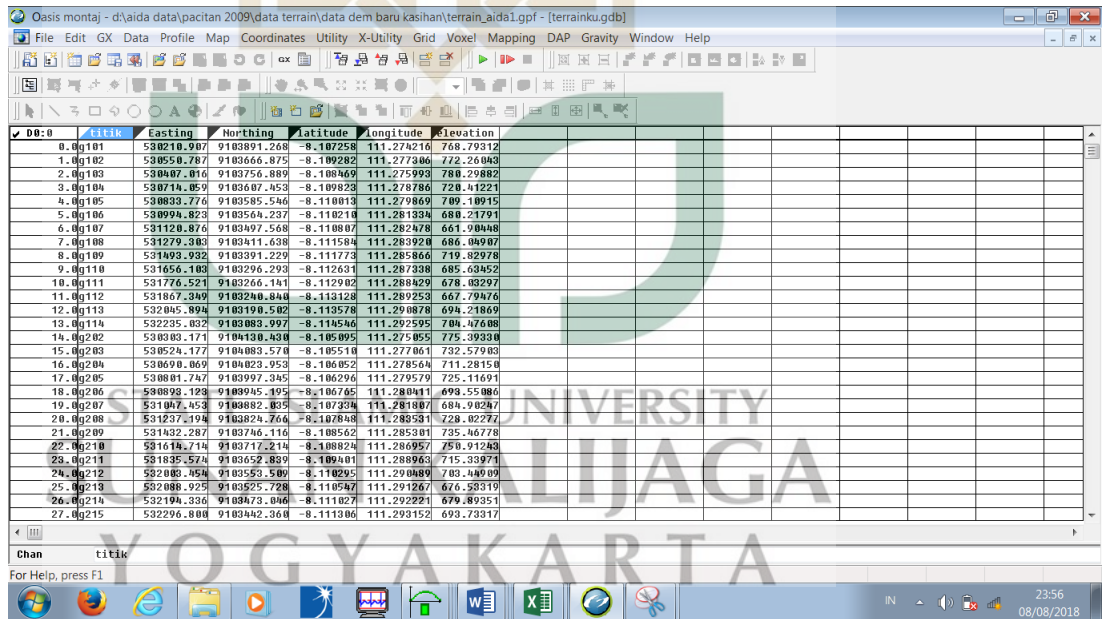 Oasis montaj - d:\aida data\pacitan 2009\data terrain\data dem baru kasihan\terrain_aida1.gpf - [terrainku.gdb]
File Edit GX Data Profile Map Coordinates Utility X-Utility Grid Voxel Mapping DAP Gravity Window Help
D0:0 titik Easting Northing latitude longitude elevation
0.0 g101 530210.907 9103891.268 -8.107258 111.274216 768.79312
1.0 g102 530550.787 9103666.875 -8.109282 111.277306 772.26043
2.0 g103 530407.016 9103756.889 -8.108469 111.275993 780.29882
3.0 g104 530714.059 9103607.453 -8.109823 111.278786 720.41221
4.0 g105 530833.776 9103585.546 -8.110013 111.279869 709.10915
5.0 g106 530994.823 9103564.237 -8.110210 111.281334 680.21791
6.0 g107 531120.876 9103497.568 -8.110807 111.282478 661.90448
7.0 g108 531279.303 9103411.638 -8.111584 111.283920 686.04907
8.0 g109 531493.932 9103391.229 -8.111773 111.285866 719.82978
9.0 g110 531656.103 9103296.293 -8.112631 111.287338 685.63452
10.0 g111 531776.521 9103266.141 -8.112902 111.288429 678.03297
11.0 g112 531867.349 9103240.840 -8.113128 111.289253 667.79476
12.0 g113 532045.894 9103190.502 -8.113578 111.290878 694.21869
13.0 g114 532235.032 9103083.997 -8.114546 111.292595 704.47608
14.0 g202 530303.171 9104130.430 -8.105095 111.275055 775.39330
15.0 g203 530524.177 9104083.570 -8.105510 111.277061 732.57903
16.0 g204 530690.069 9104023.953 -8.106052 111.278564 711.28150
17.0 g205 530801.747 9103997.345 -8.106296 111.279579 725.11691
18.0 g206 530893.123 9103945.195 -8.106765 111.280411 693.55086
19.0 g207 531047.453 9103882.035 -8.107334 111.281807 684.90247
20.0 g208 531237.194 9103824.766 -8.107848 111.283531 728.02277
21.0 g209 531432.287 9103746.116 -8.108562 111.285301 735.46778
22.0 g210 531614.714 9103717.214 -8.108824 111.286957 750.91243
23.0 g211 531835.574 9103652.839 -8.109401 111.288963 715.33971
24.0 g212 532003.454 9103553.509 -8.110295 111.290489 703.44909
25.0 g213 532088.925 9103525.728 -8.110547 111.291267 676.53319
26.0 g214 532194.336 9103473.046 -8.111027 111.292221 679.89351
27.0 g215 532296.800 9103442.360 -8.111306 111.293152 693.73317
Chan titik
For Help, press F1
IN 23:56
08/08/2018
STATE ISLAMIC UNIVERSITY
SUNAN KALIJAGA
YOGYAKARTA